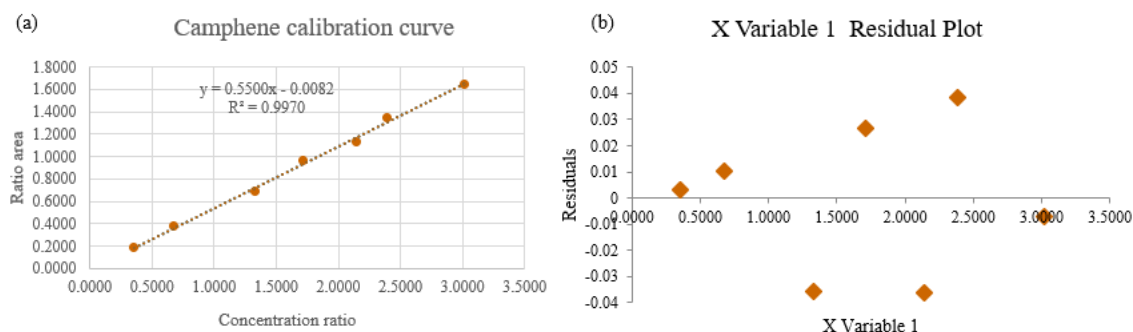 (a)
Camphene calibration curve
1.8000
1.6000
1.4000
1.2000
1.0000
0.8000
0.6000
0.4000
0.2000
0.0000
y = 0.5500x - 0.0082
R² = 0.9970
Ratio area
0.0000 0.5000 1.0000 1.5000 2.0000 2.5000 3.0000 3.5000
Concentration ratio
(b)
X Variable 1 Residual Plot
0.05
0.04
0.03
0.02
0.01
0
-0.01
-0.02
-0.03
-0.04
Residuals
0.0000 0.5000 1.0000 1.5000 2.0000 2.5000 3.0000 3.5000
X Variable 1